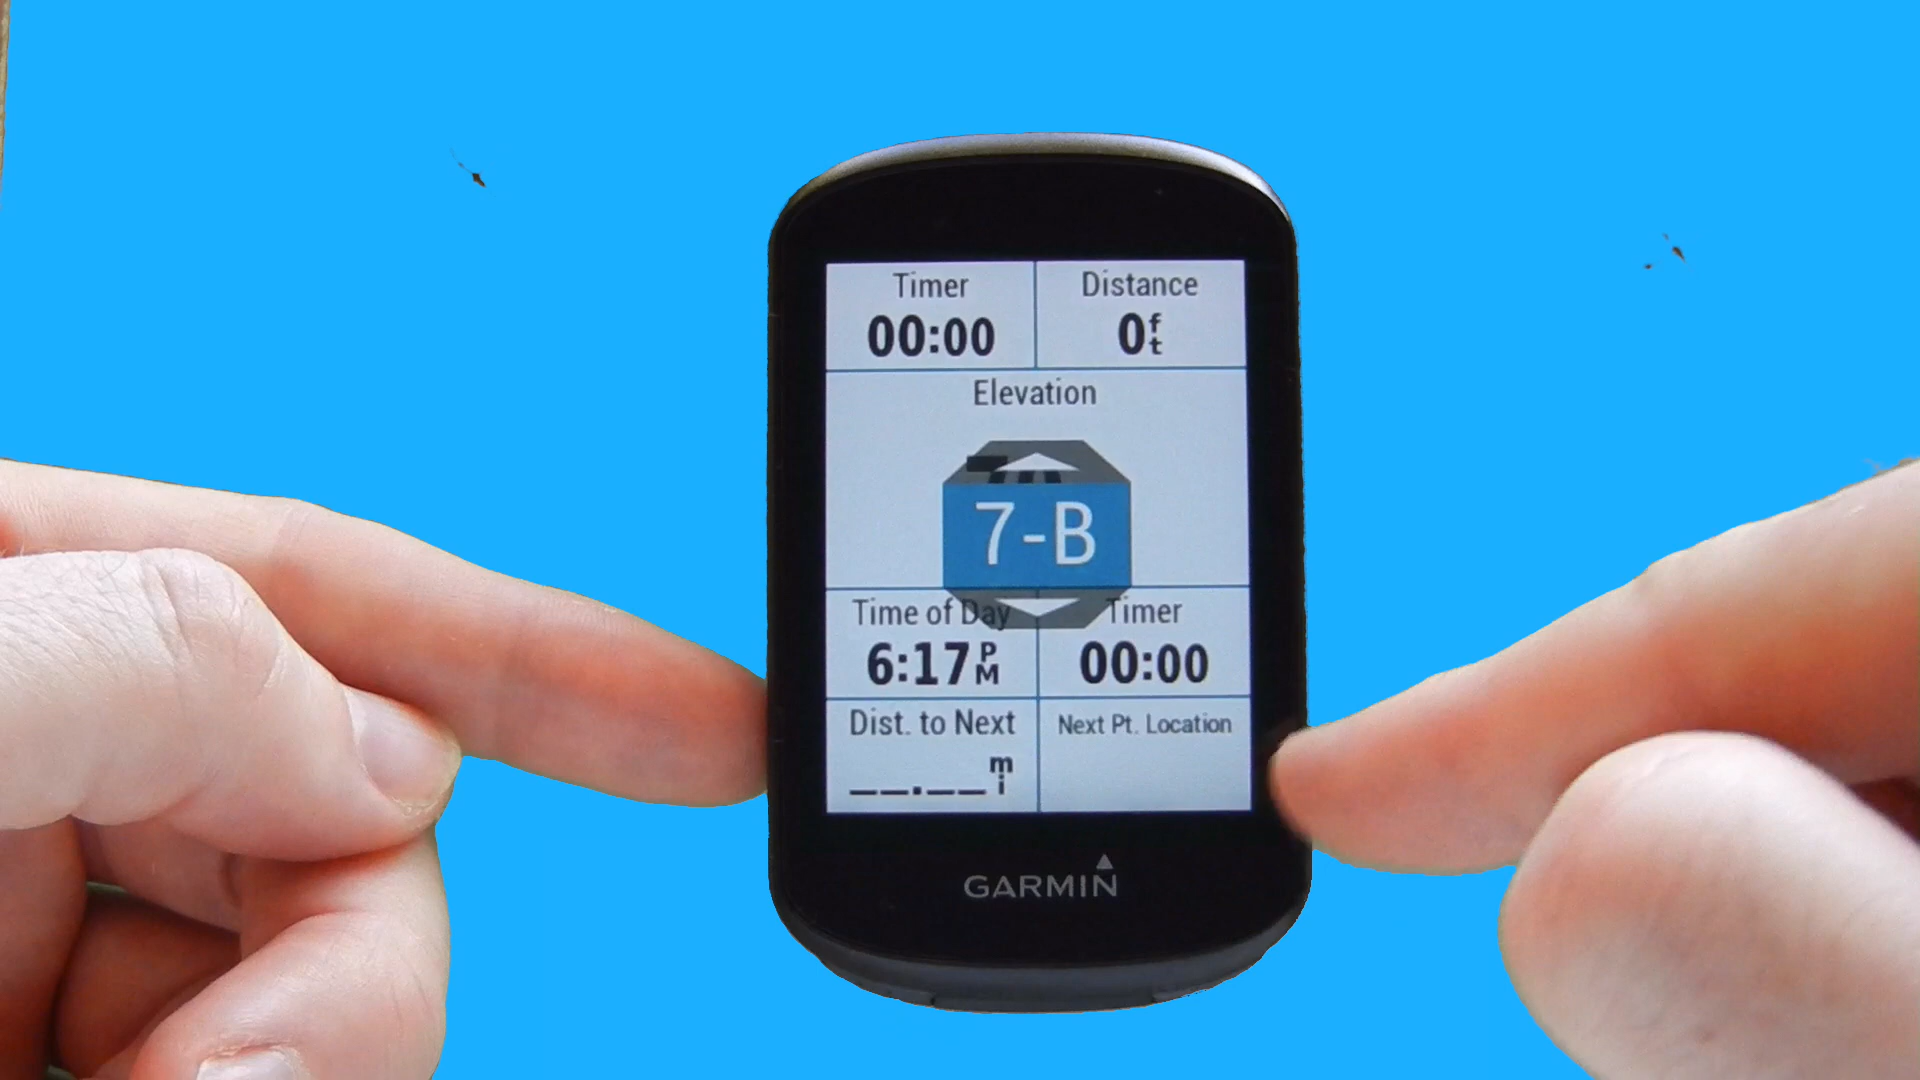 Timer Distance
00:00 0ft
Elevation
7-B
Time of Day Timer
6:17PM 00:00
Dist. to Next Next Pt. Location
__.__mi
GARMIN